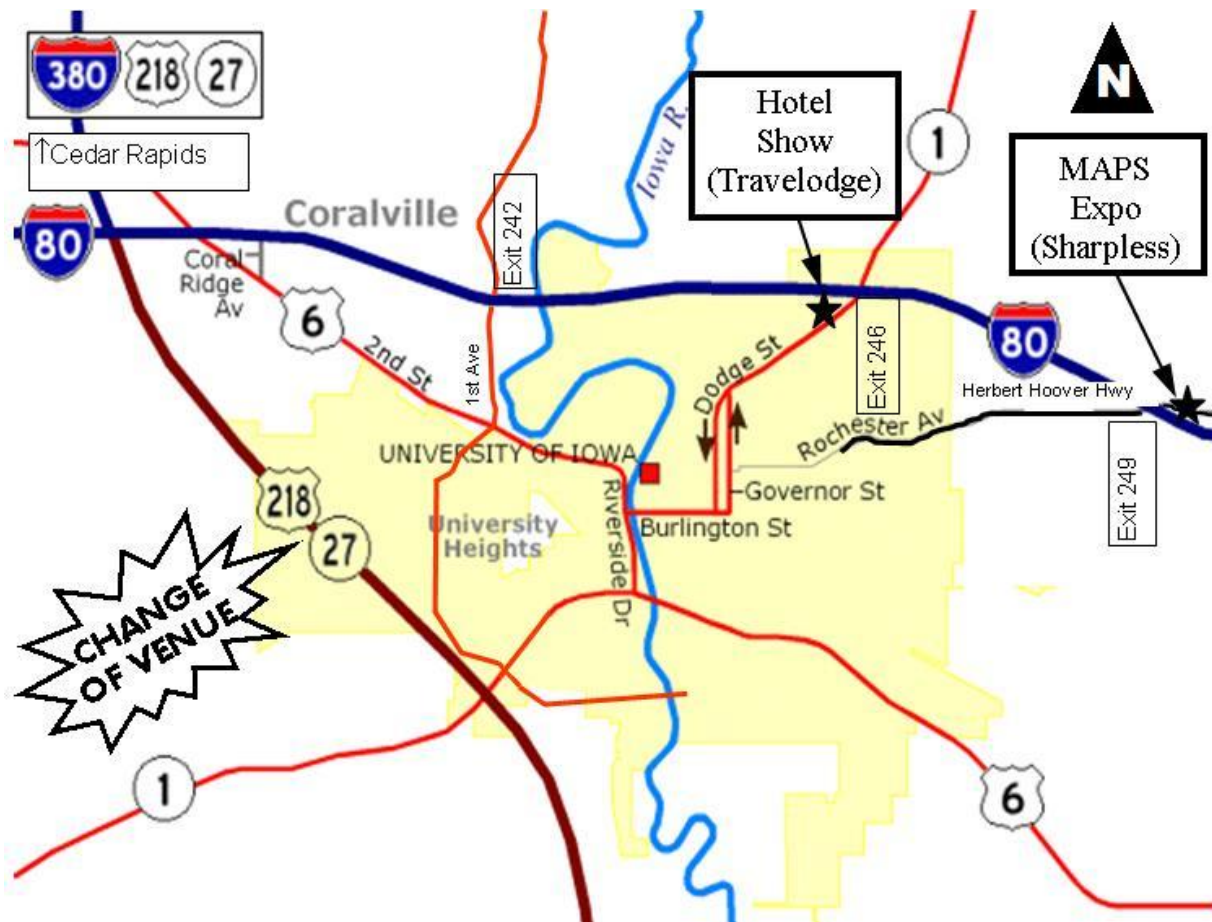 380 218 27
↑Cedar Rapids
80
Coralville
Coral
Ridge
Av
6
2nd St
1st Ave
Exit 242
Iowa R.
Hotel
Show
(Travelodge)
1
N
MAPS
Expo
(Sharpless)
80
Exit 246
Dodge St
Herbert Hoover Hwy
Rochester Av
Exit 249
UNIVERSITY OF IOWA
Governor St
Burlington St
Riverside Dr
University
Heights
218
27
CHANGE
OF VENUE
1
6